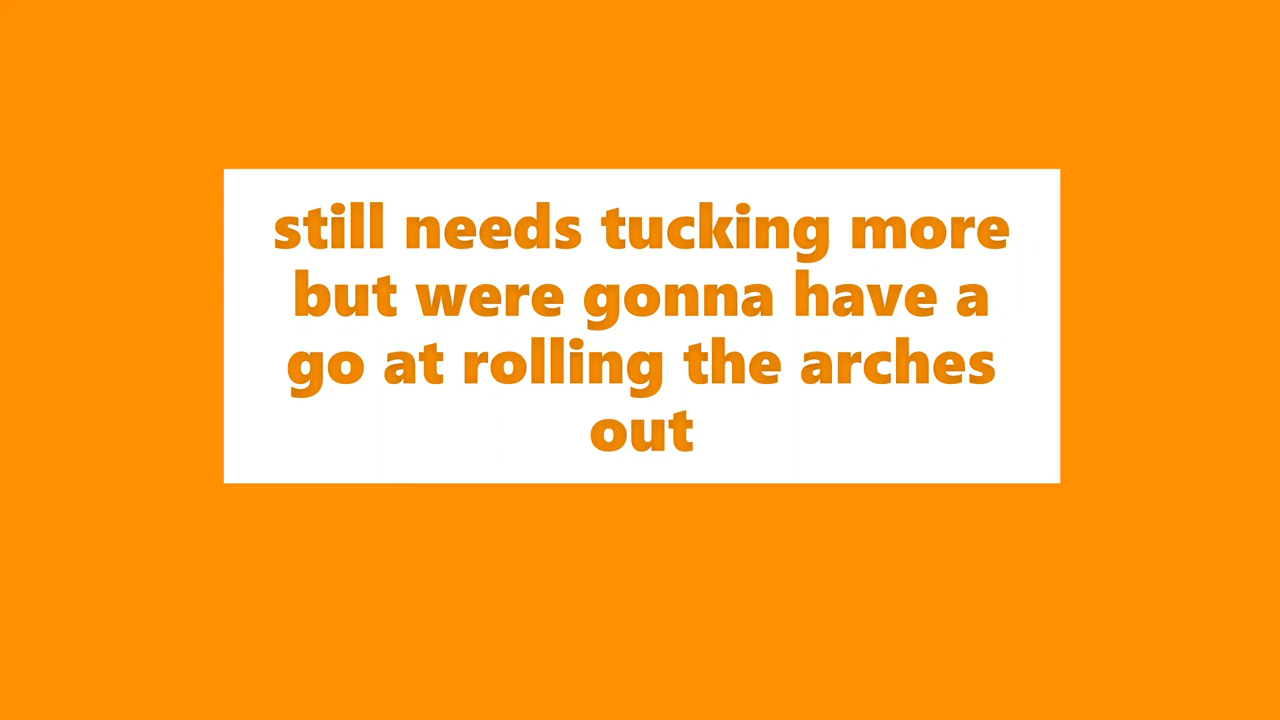 still needs tucking more
but were gonna have a
go at rolling the arches
out